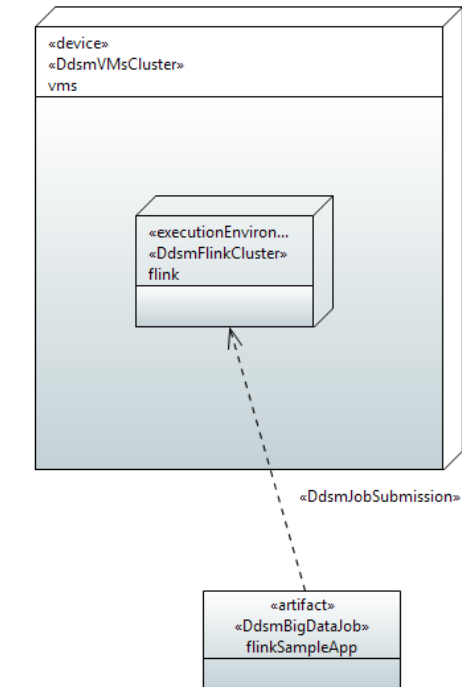 «device»
«DdsmVMsCluster»
vms
«executionEnviron...
«DdsmFlinkCluster»
flink
«DdsmJobSubmission»
«artifact»
«DdsmBigDataJob»
flinkSampleApp